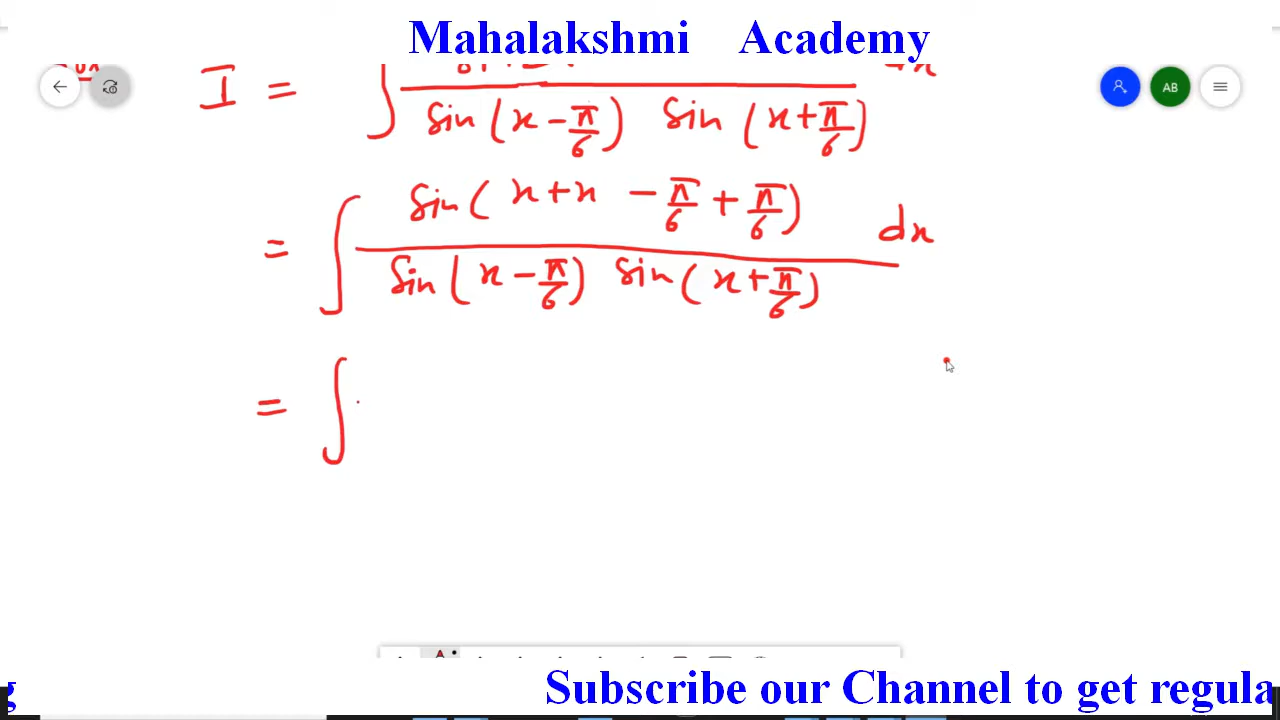 Mahalakshmi Academy
I = ∫ dx
sin(x - π/6) sin(x + π/6)
= ∫ sin(x + x - π/6 + π/6) dx
sin(x - π/6) sin(x + π/6)
AB
= ∫
g Subscribe our Channel to get regula